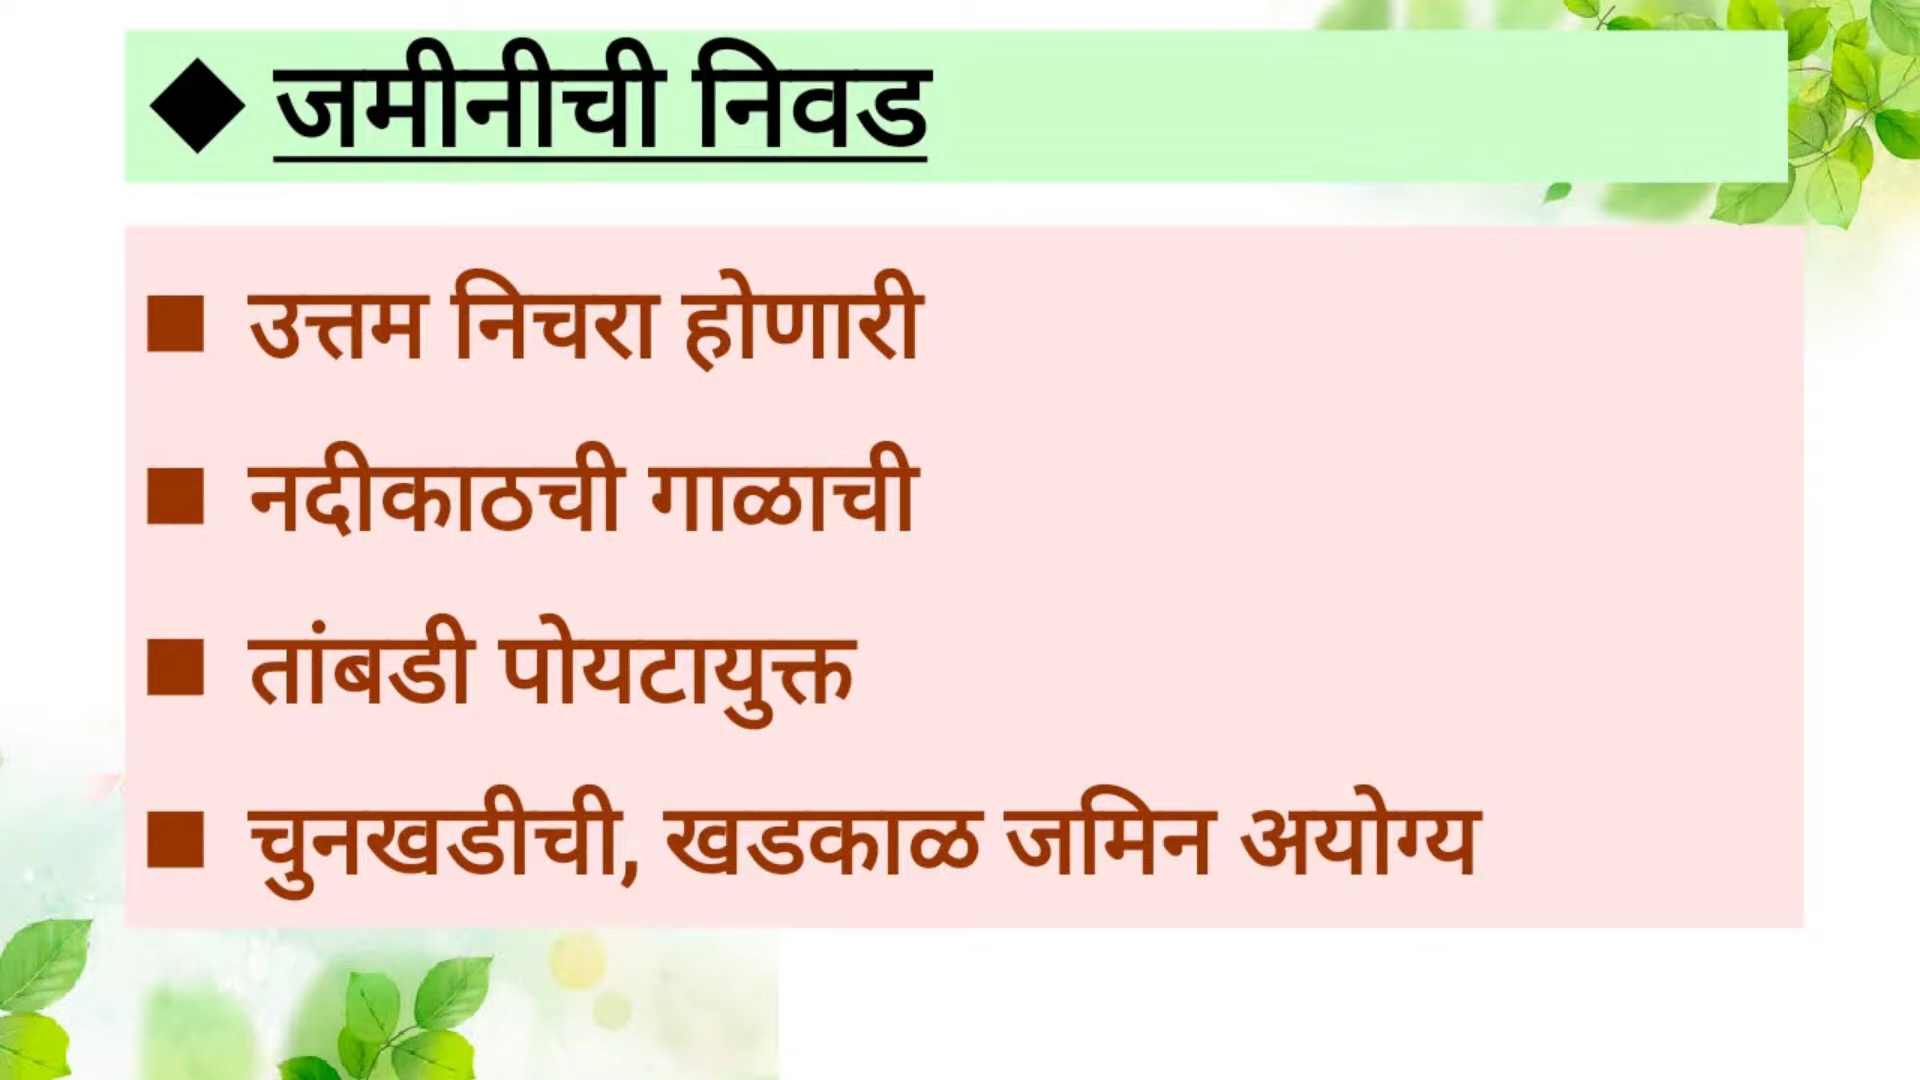 ◆ जमीनीची निवड
■ उत्तम निचरा होणारी
■ नदीकाठची गाळाची
■ तांबडी पोयटायुक्त
■ चुनखडीची, खडकाळ जमिन अयोग्य